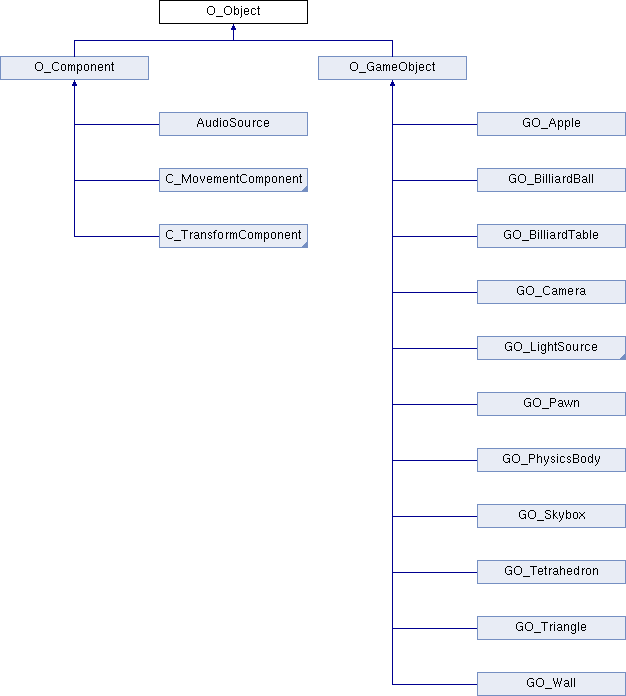 O_Object
O_Component
O_GameObject
AudioSource
GO_Apple
C_MovementComponent
GO_BilliardBall
C_TransformComponent
GO_BilliardTable
GO_Camera
GO_LightSource
GO_Pawn
GO_PhysicsBody
GO_Skybox
GO_Tetrahedron
GO_Triangle
GO_Wall